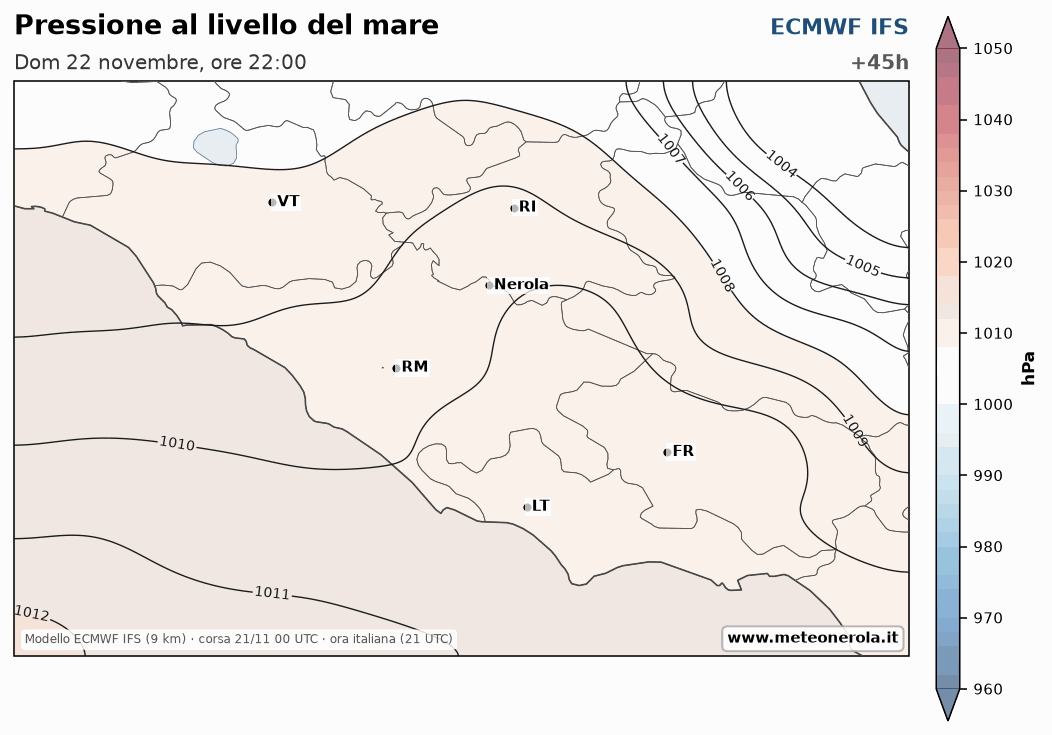 Pressione al livello del mare
ECMWF IFS
Dom 22 novembre, ore 22:00
+45h
1007
1004
1006
VT
RI
1005
1008
Nerola
RM
1009
1010
FR
LT
1011
1012
Modello ECMWF IFS (9 km) · corsa 21/11 00 UTC · ora italiana (21 UTC)
www.meteonerola.it
1050
1040
1030
1020
1010
1000
990
980
970
960
hPa